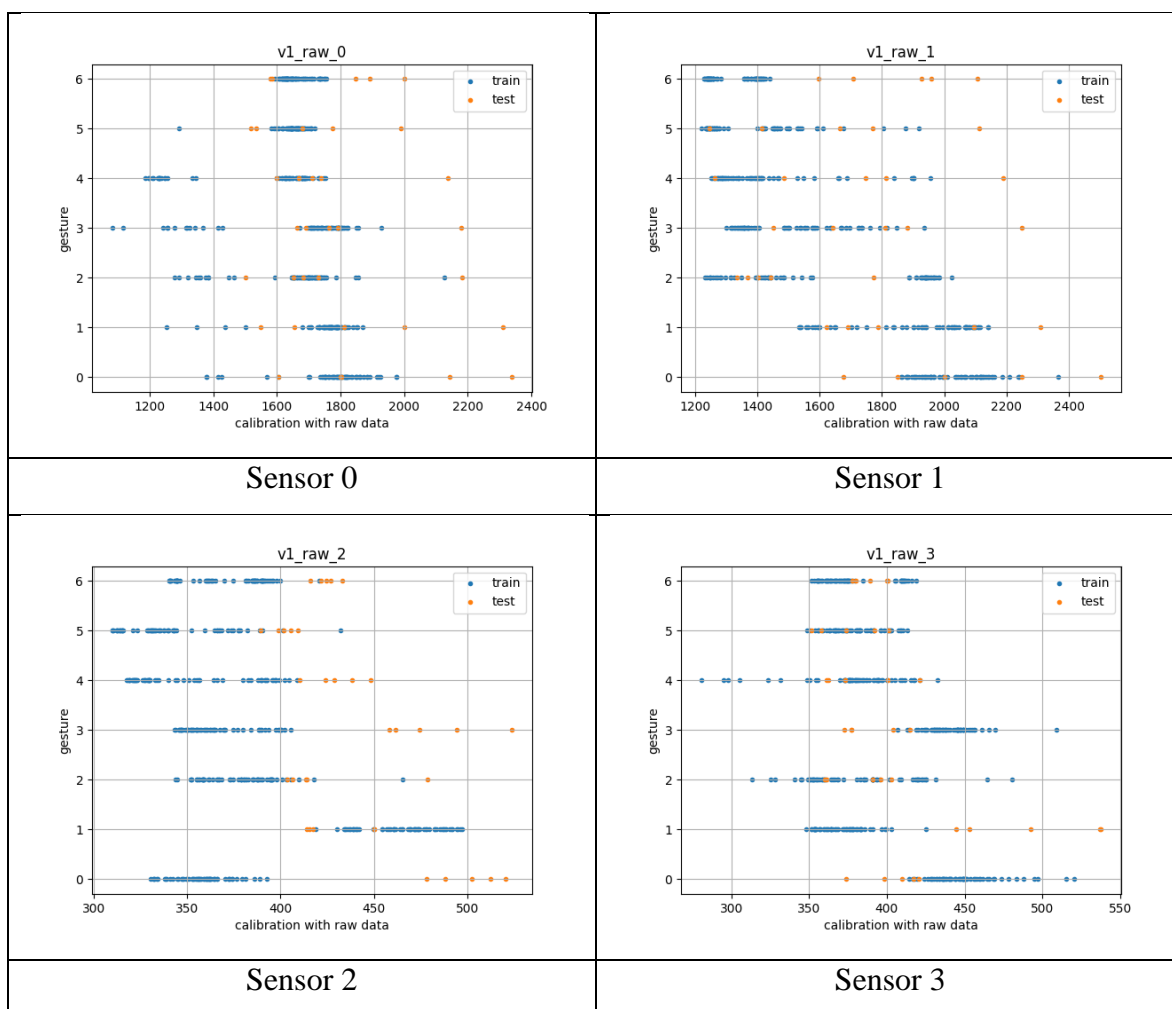 v1_raw_0
6
5
4
3
2
1
0
gesture
train
test
1200 1400 1600 1800 2000 2200 2400
calibration with raw data
Sensor 0
v1_raw_1
6
5
4
3
2
1
0
gesture
train
test
1200 1400 1600 1800 2000 2200 2400
calibration with raw data
Sensor 1
v1_raw_2
6
5
4
3
2
1
0
gesture
train
test
300 350 400 450 500
calibration with raw data
Sensor 2
v1_raw_3
6
5
4
3
2
1
0
gesture
train
test
300 350 400 450 500 550
calibration with raw data
Sensor 3